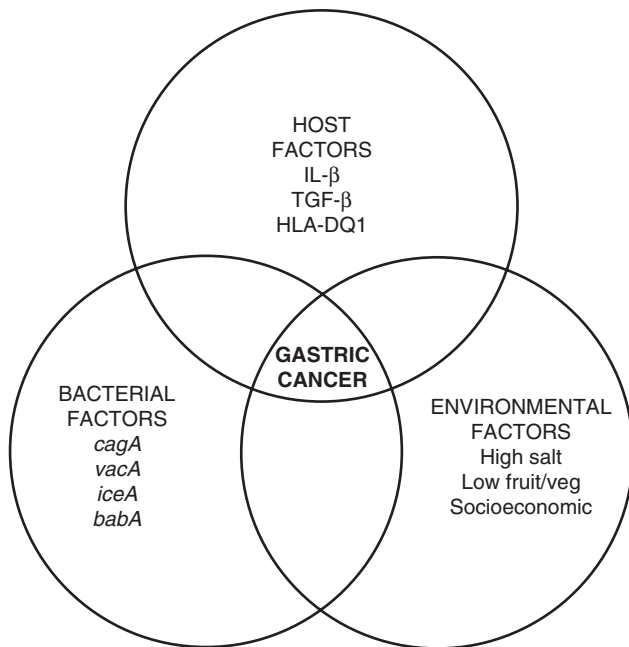 HOST
FACTORS
IL-β
TGF-β
HLA-DQ1
GASTRIC
CANCER
BACTERIAL
FACTORS
cagA
vacA
iceA
babA
ENVIRONMENTAL
FACTORS
High salt
Low fruit/veg
Socioeconomic